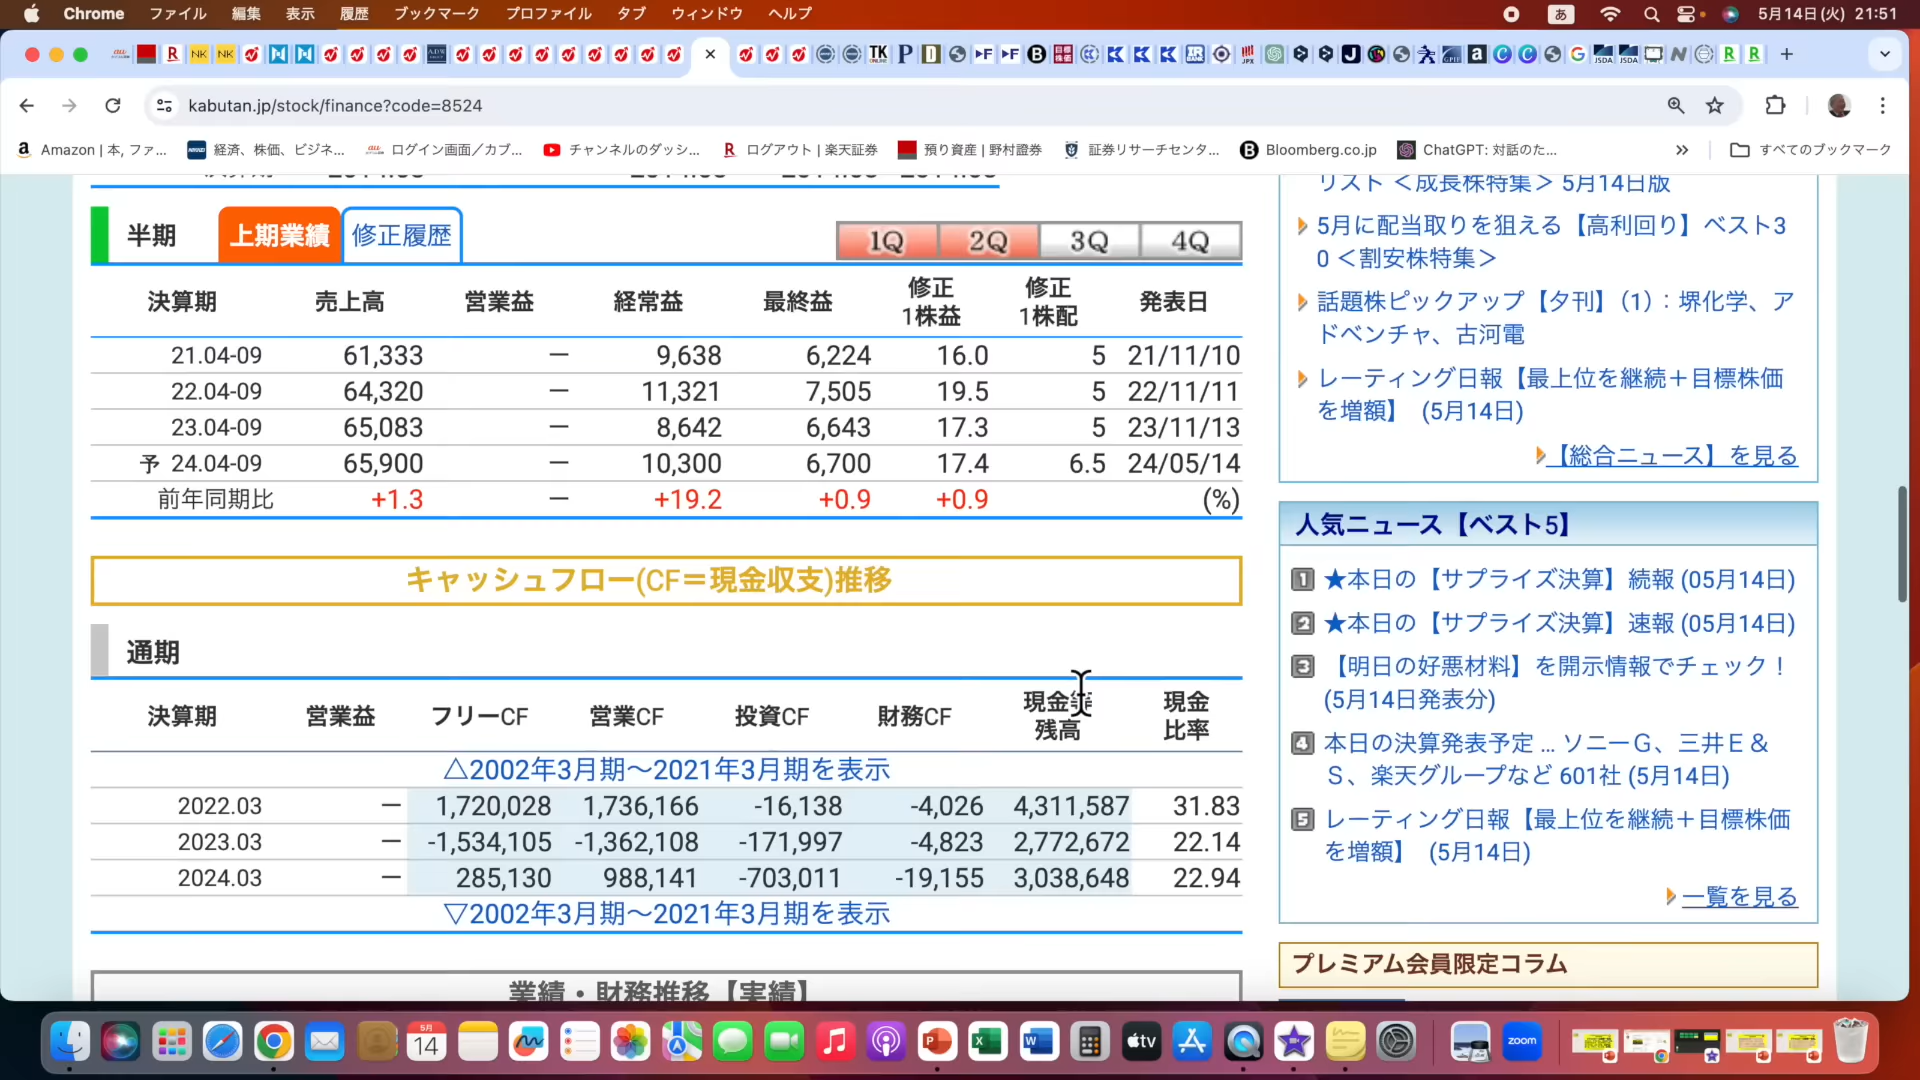 Chrome ファイル 編集 表示 履歴 ブックマーク プロファイル タブ ウィンドウ ヘルプ
あ 5月14日(火) 21:51
kabutan.jp/stock/finance?code=8524
Amazon | 本, ファ... 経済、株価、ビジネ... ログイン画面／カブ... チャンネルのダッシ... ログアウト | 楽天証券 預り資産 | 野村證券 証券リサーチセンタ... Bloomberg.co.jp ChatGPT: 対話のた... » すべてのブックマーク
半期 上期業績 修正履歴 1Q 2Q 3Q 4Q
決算期 売上高 営業益 経常益 最終益 修正1株益 修正1株配 発表日
21.04-09 61,333 － 9,638 6,224 16.0 5 21/11/10
22.04-09 64,320 － 11,321 7,505 19.5 5 22/11/11
23.04-09 65,083 － 8,642 6,643 17.3 5 23/11/13
予 24.04-09 65,900 － 10,300 6,700 17.4 6.5 24/05/14
前年同期比 +1.3 － +19.2 +0.9 +0.9 (%)
キャッシュフロー(CF＝現金収支)推移
通期
決算期 営業益 フリーCF 営業CF 投資CF 財務CF 現金等残高 現金比率
△2002年3月期～2021年3月期を表示
2022.03 － 1,720,028 1,736,166 -16,138 -4,026 4,311,587 31.83
2023.03 － -1,534,105 -1,362,108 -171,997 -4,823 2,772,672 22.14
2024.03 － 285,130 988,141 -703,011 -19,155 3,038,648 22.94
▽2002年3月期～2021年3月期を表示
業績・財務推移【実績】
リスト ＜成長株特集＞ 5月14日版
5月に配当取りを狙える【高利回り】ベスト3
0 ＜割安株特集＞
話題株ピックアップ【夕刊】（1）：堺化学、ア
ドベンチャ、古河電
レーティング日報【最上位を継続＋目標株価
を増額】 (5月14日)
【総合ニュース】を見る
人気ニュース【ベスト5】
1 ★本日の【サプライズ決算】続報 (05月14日)
2 ★本日の【サプライズ決算】速報 (05月14日)
3 【明日の好悪材料】を開示情報でチェック！
(5月14日発表分)
4 本日の決算発表予定 … ソニーＧ、三井Ｅ＆
Ｓ、楽天グループなど 601社 (5月14日)
5 レーティング日報【最上位を継続＋目標株価
を増額】 (5月14日)
一覧を見る
プレミアム会員限定コラム
5月
14
tv
zoom